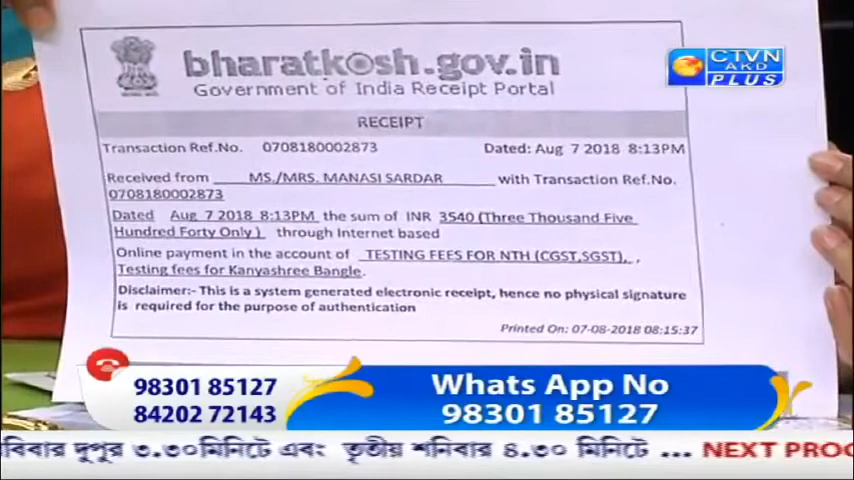 bharatkosh.gov.in
GOVERNMENT OF INDIA RECEIPT PORTAL
CTVN
AKD
PLUS
RECEIPT
TRANSACTION REF.NO. 0708180002873 DATED: AUG 7 2018 8:13PM
RECEIVED FROM MS./MRS. MANASI SARDAR WITH TRANSACTION REF.NO.
0708180002873
DATED AUG 7 2018 8:13PM THE SUM OF INR 3540 (THREE THOUSAND FIVE
HUNDRED FORTY ONLY ) THROUGH INTERNET BASED
ONLINE PAYMENT IN THE ACCOUNT OF TESTING FEES FOR NTH (CGST,SGST), ,
TESTING FEES FOR KANYASHREE BANGLE.
DISCLAIMER:- THIS IS A SYSTEM GENERATED ELECTRONIC RECEIPT, HENCE NO PHYSICAL SIGNATURE
IS REQUIRED FOR THE PURPOSE OF AUTHENTICATION
PRINTED ON: 07-08-2018 08:15:37
98301 85127
84202 72143
Whats App No
98301 85127
রবিবার দুপুর ৩.৩০ মিনিটে এবং তৃতীয় শনিবার ৪.৩০ মিনিটে ... NEXT